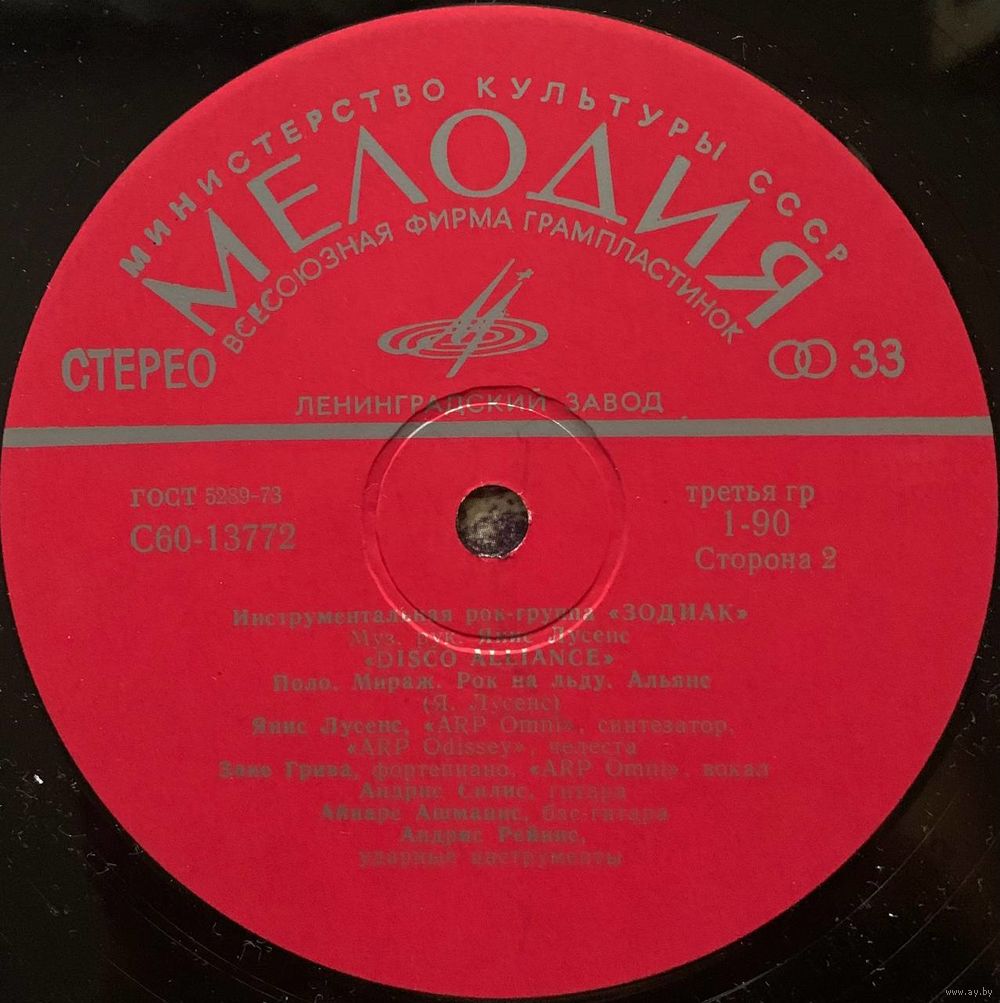 МИНИСТЕРСТВО КУЛЬТУРЫ СССР
МЕЛОДИЯ
ВСЕСОЮЗНАЯ ФИРМА ГРАМПЛАСТИНОК
СТЕРЕО
33
ЛЕНИНГРАДСКИЙ ЗАВОД
ГОСТ 5289-73
С60-13772
третья гр
1-90
Сторона 2
Инструментальная рок-группа «ЗОДИАК»
Муз. рук. Янис Лусенс
«DISCO ALLIANCE»
Поло. Мираж. Рок на льду. Альянс
(Я. Лусенс)
Янис Лусенс, «ARP Omni», синтезатор,
«ARP Odissey», челеста
Зане Грива, фортепиано, «ARP Omni», вокал
Андрис Силис, гитара
Айнарс Ашманис, бас-гитара
Андрис Рейнис,
ударные инструменты
www.ay.by